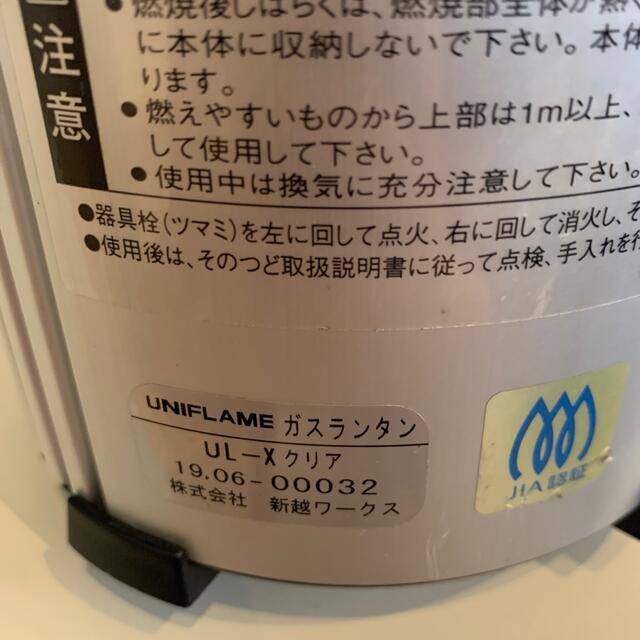 注意
●燃焼後しばらくは、燃焼部全体が熱
に本体に収納しないで下さい。本体
ります。
●燃えやすいものから上部は1m以上、
して使用して下さい。
●使用中は換気に充分注意して下さい。
●器具栓(ツマミ)を左に回して点火、右に回して消火し、そ
●使用後は、そのつど取扱説明書に従って点検、手入れを行
UNIFLAME ガスランタン
UL-Xクリア
19.06-00032
株式会社 新越ワークス
JIA認証